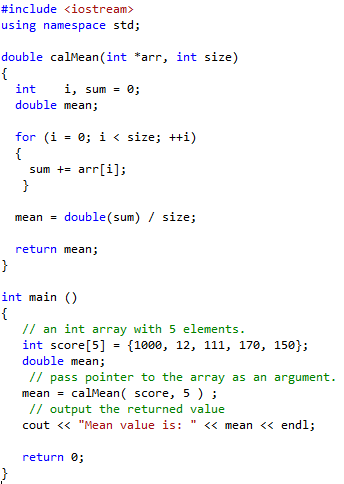 #include <iostream>
using namespace std;

double calMean(int *arr, int size)
{
  int    i, sum = 0;
  double mean;

  for (i = 0; i < size; ++i)
  {
    sum += arr[i];
   }

  mean = double(sum) / size;

  return mean;
}

int main ()
{
   // an int array with 5 elements.
   int score[5] = {1000, 12, 111, 170, 150};
   double mean;
    // pass pointer to the array as an argument.
   mean = calMean( score, 5 ) ;
    // output the returned value
   cout << "Mean value is: " << mean << endl;

   return 0;
}